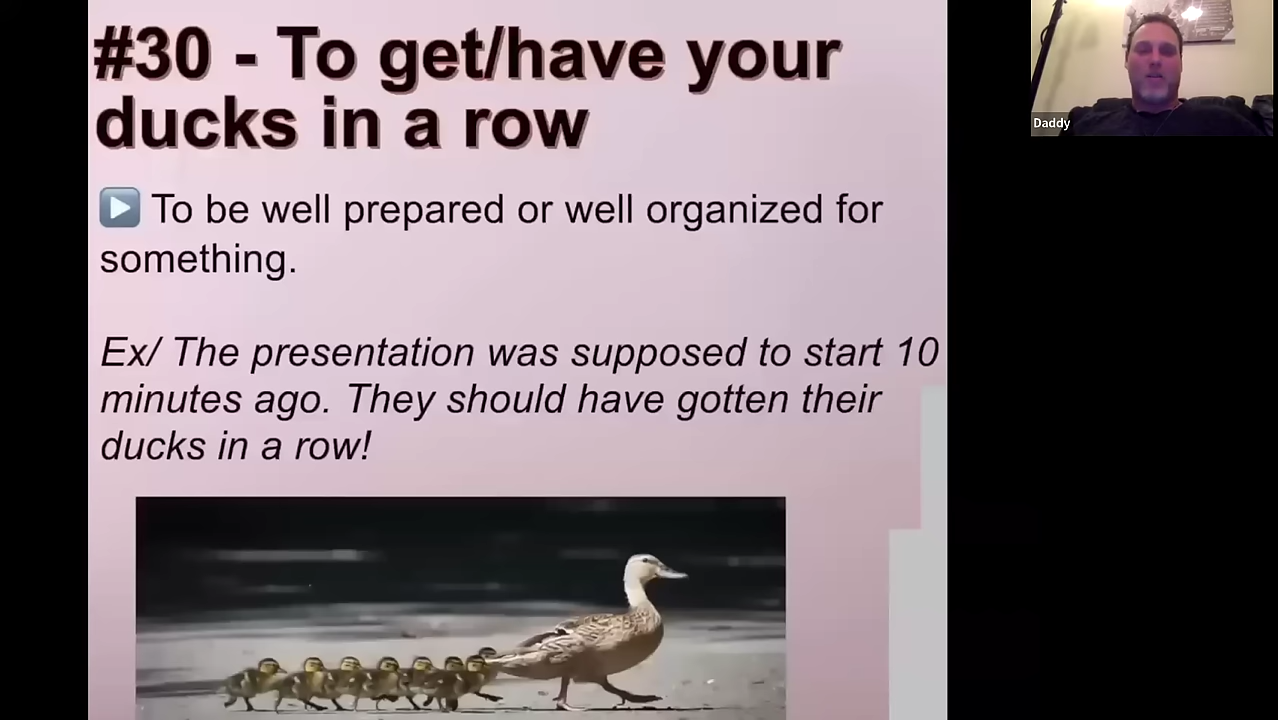 #30 - To get/have your
ducks in a row
To be well prepared or well organized for
something.
Ex/ The presentation was supposed to start 10
minutes ago. They should have gotten their
ducks in a row!
Daddy